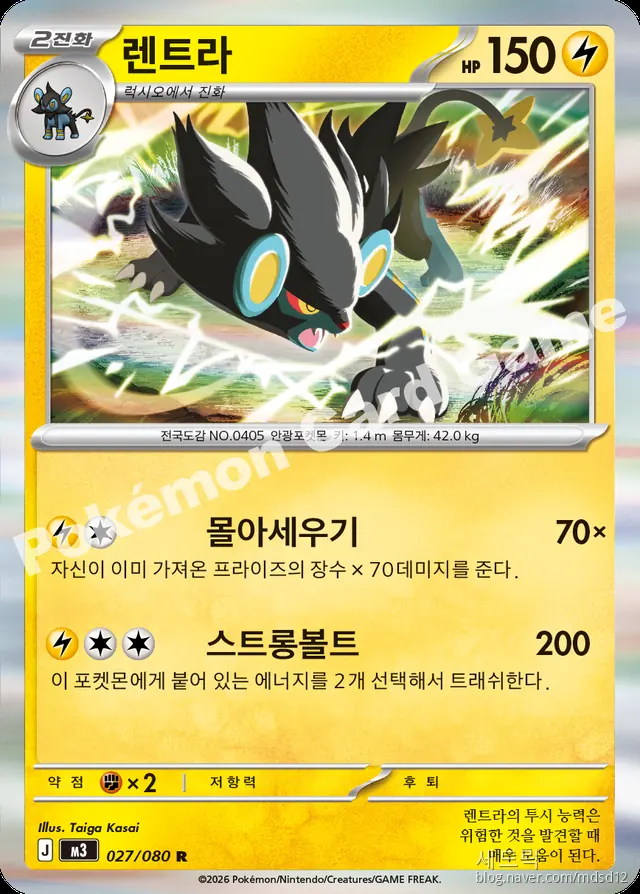 2진화
렌트라
HP 150
럭시오에서 진화
전국도감 NO.0405 안광포켓몬 키: 1.4 m 몸무게: 42.0 kg
Pokémon Card Game
몰아세우기 70×
자신이 이미 가져온 프라이즈의 장수 × 70데미지를 준다.
스트롱볼트 200
이 포켓몬에게 붙어 있는 에너지를 2개 선택해서 트래쉬한다.
약점 ×2 저항력 후퇴
Illus. Taiga Kasai
J M3 027/080 R
렌트라의 투시 능력은
위험한 것을 발견할 때
매우 도움이 된다.
blog.naver.com/mdsd12
©2026 Pokémon/Nintendo/Creatures/GAME FREAK.